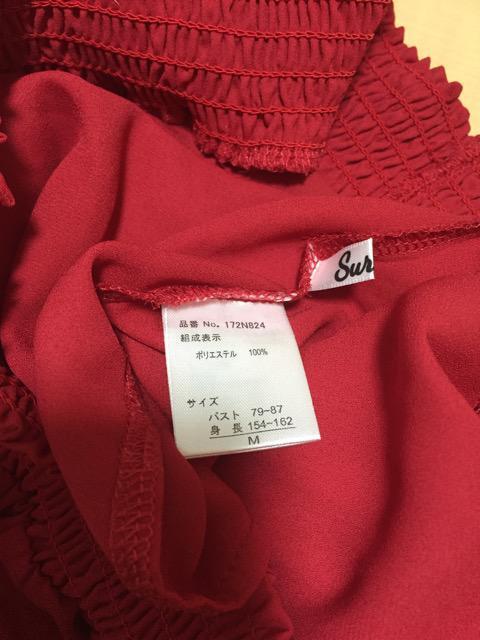 Sur
品番 No. 172NB24
組成表示
ポリエステル 100%
サイズ
バスト 79~87
身 長 154~162
M